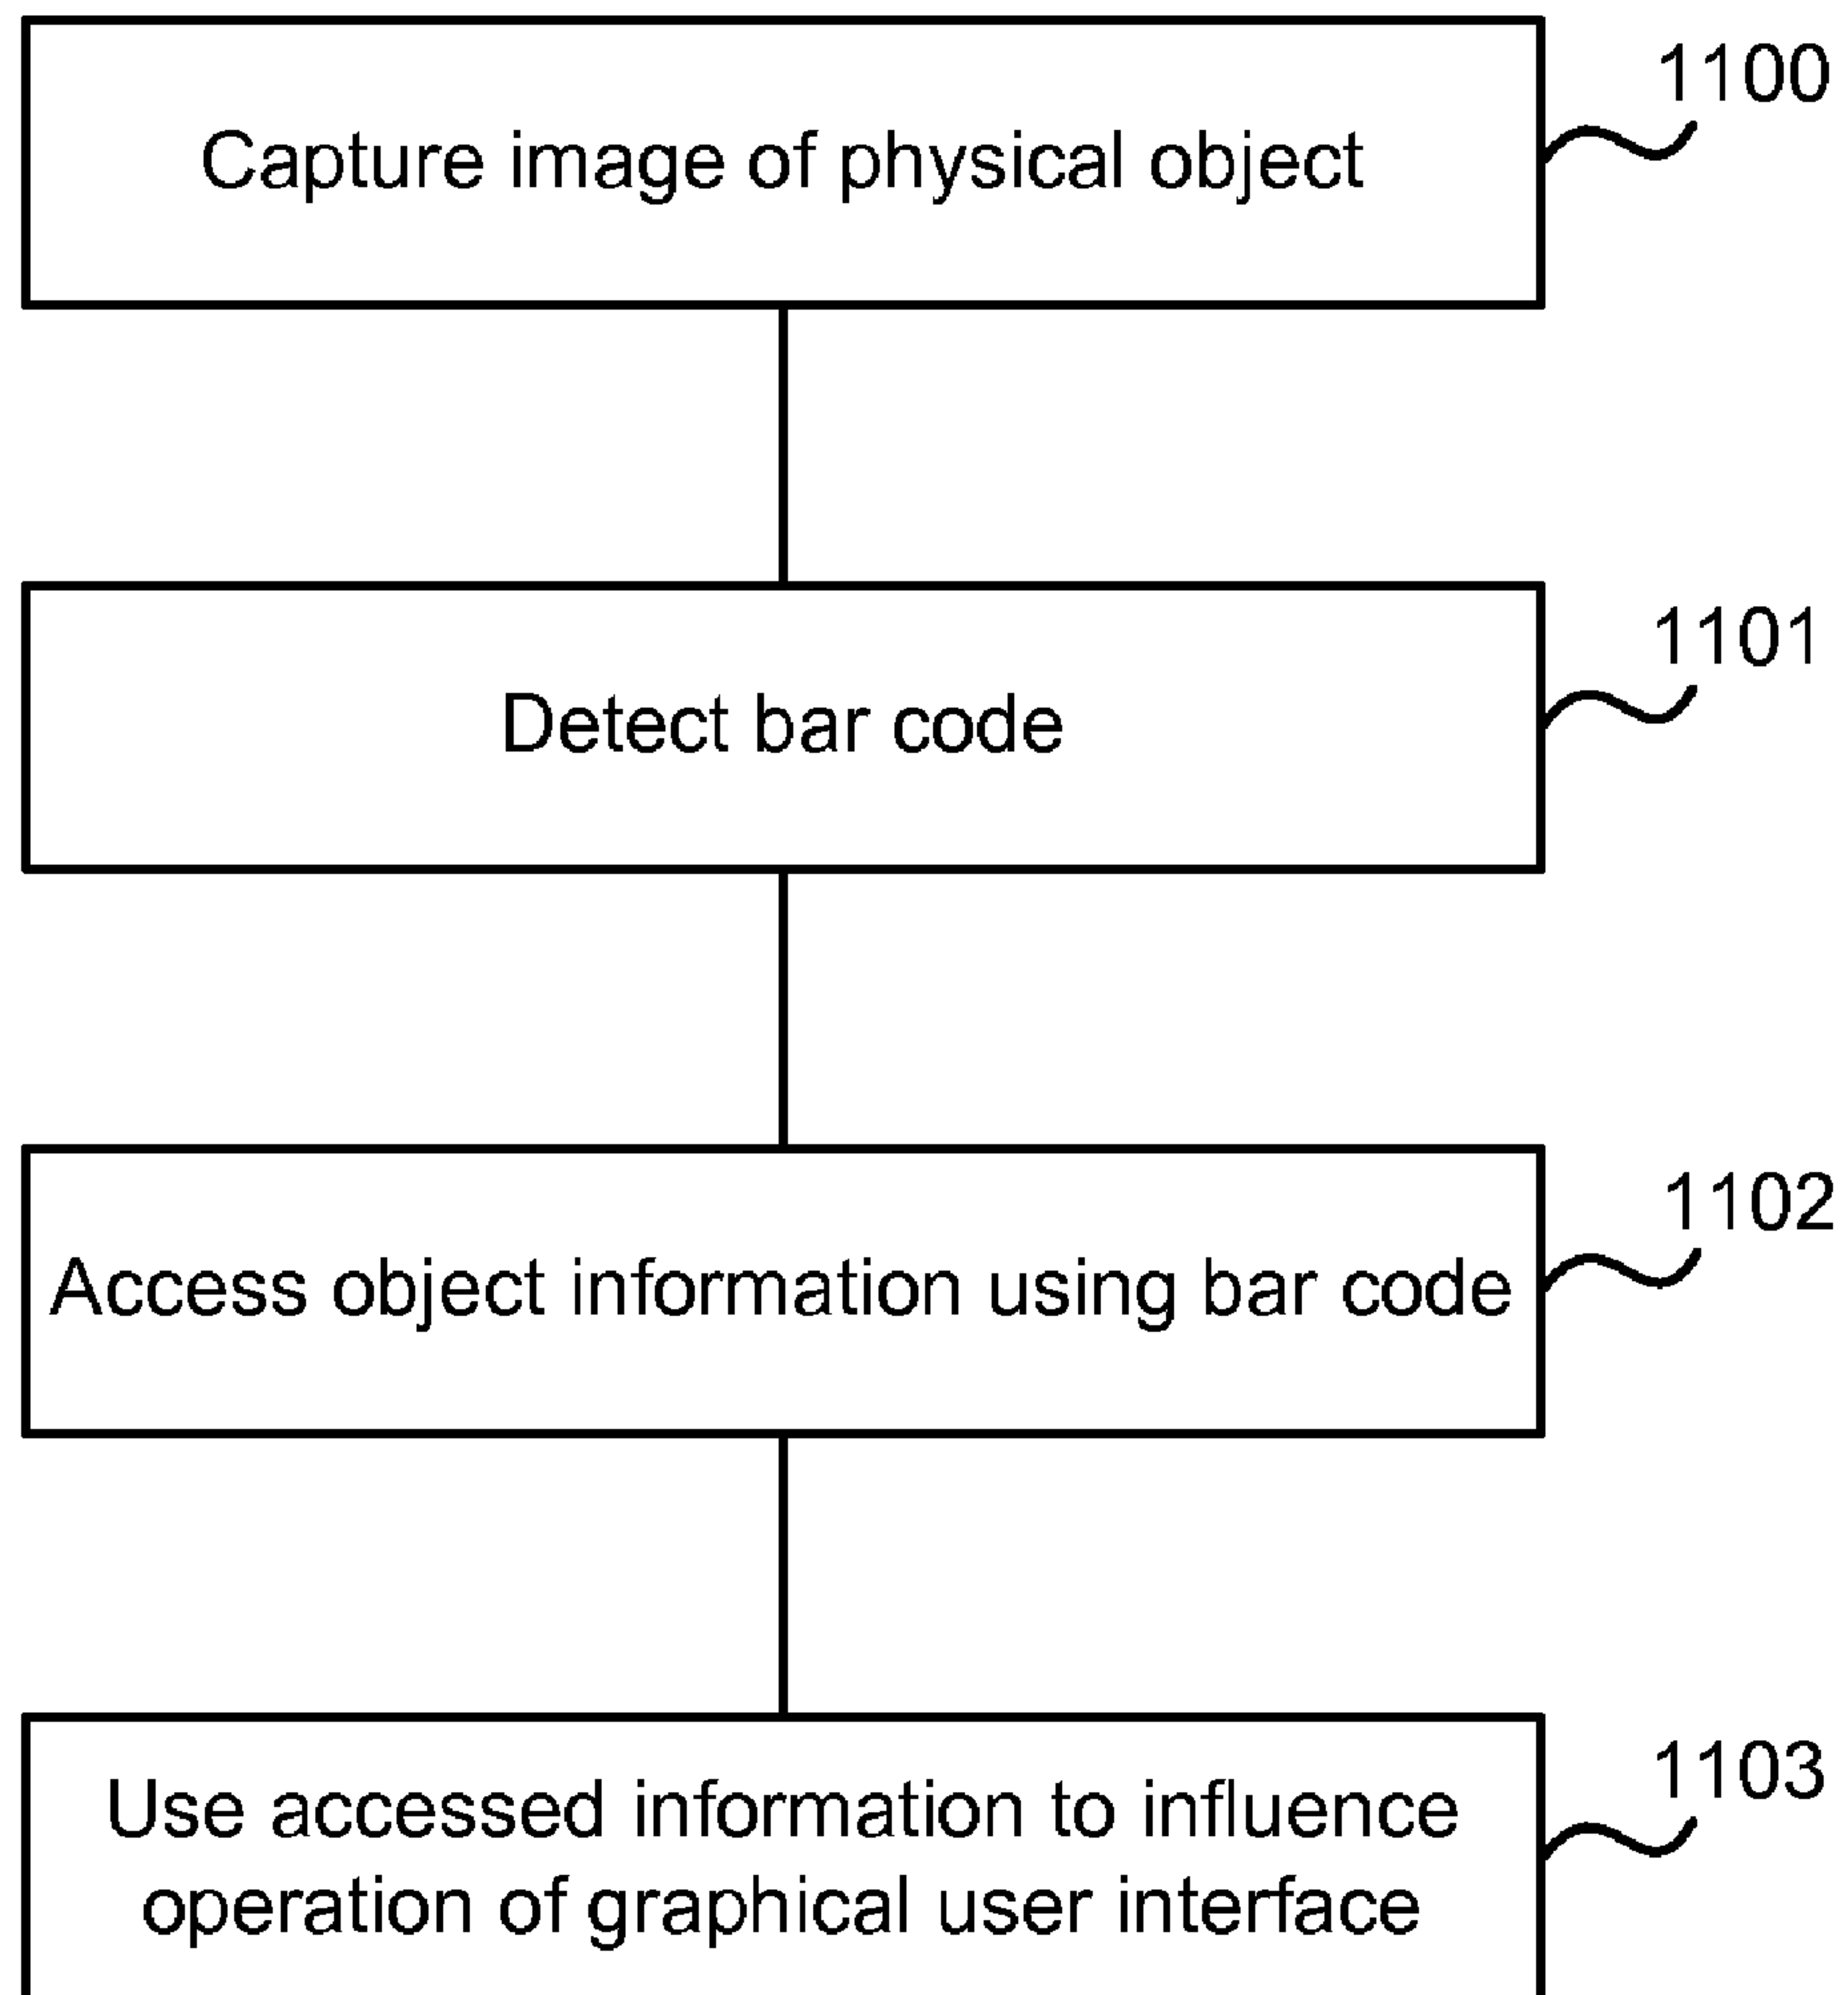 1100
Capture image of physical object
1101
Detect bar code
1102
Access object information using bar code
1103
Use accessed information to influence
operation of graphical user interface